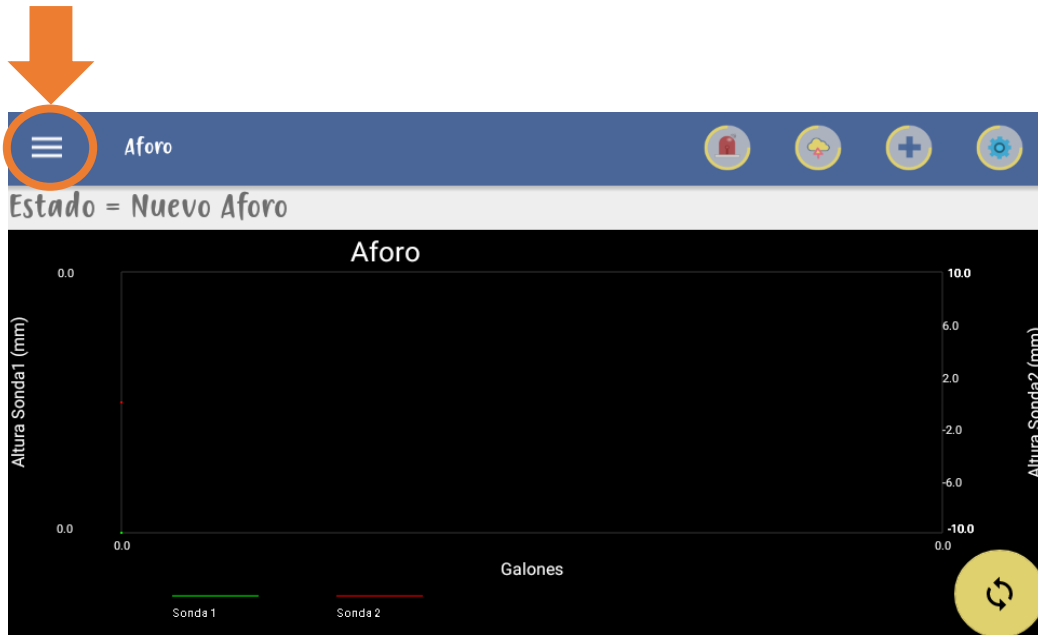 Aforo
Estado = Nuevo Aforo
Aforo
0.0
10.0
6.0
2.0
-2.0
-6.0
-10.0
Altura Sonda1 (mm)
Altura Sonda2 (mm)
0.0
0.0
0.0
Galones
Sonda 1
Sonda 2